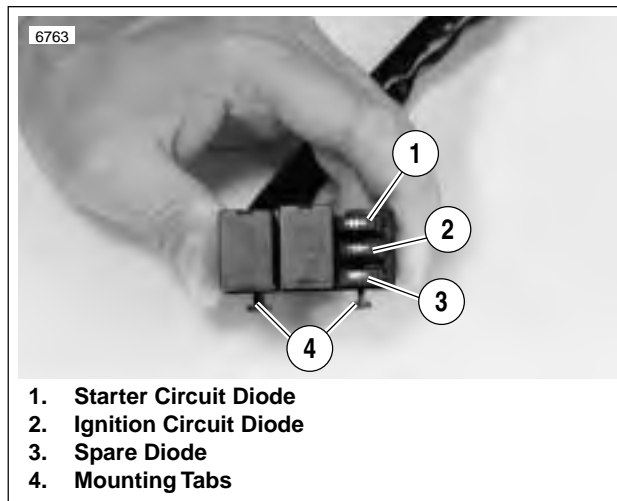 6763
1
2
3
4
1. Starter Circuit Diode
2. Ignition Circuit Diode
3. Spare Diode
4. Mounting Tabs